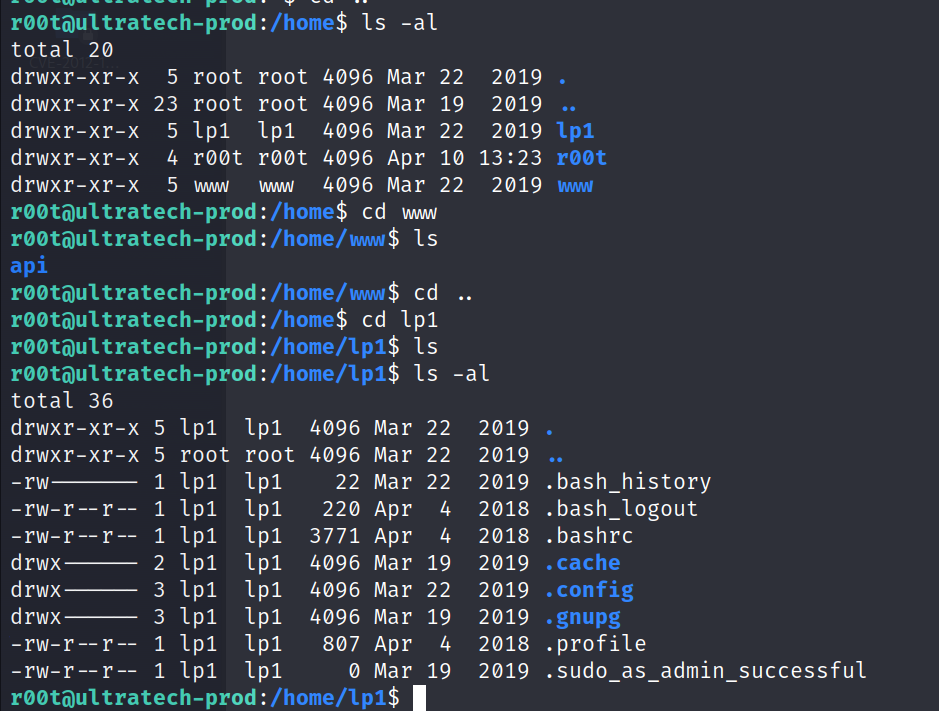 r00t@ultratech-prod:/home$ ls -al
total 20
drwxr-xr-x  5 root root 4096 Mar 22  2019 .
drwxr-xr-x 23 root root 4096 Mar 19  2019 ..
drwxr-xr-x  5 lp1  lp1  4096 Mar 22  2019 lp1
drwxr-xr-x  4 r00t r00t 4096 Apr 10 13:23 r00t
drwxr-xr-x  5 www  www  4096 Mar 22  2019 www
r00t@ultratech-prod:/home$ cd www
r00t@ultratech-prod:/home/www$ ls
api
r00t@ultratech-prod:/home/www$ cd ..
r00t@ultratech-prod:/home$ cd lp1
r00t@ultratech-prod:/home/lp1$ ls
r00t@ultratech-prod:/home/lp1$ ls -al
total 36
drwxr-xr-x 5 lp1  lp1  4096 Mar 22  2019 .
drwxr-xr-x 5 root root 4096 Mar 22  2019 ..
-rw------- 1 lp1  lp1    22 Mar 22  2019 .bash_history
-rw-r--r-- 1 lp1  lp1   220 Apr  4  2018 .bash_logout
-rw-r--r-- 1 lp1  lp1  3771 Apr  4  2018 .bashrc
drwx------ 2 lp1  lp1  4096 Mar 19  2019 .cache
drwx------ 3 lp1  lp1  4096 Mar 22  2019 .config
drwx------ 3 lp1  lp1  4096 Mar 19  2019 .gnupg
-rw-r--r-- 1 lp1  lp1   807 Apr  4  2018 .profile
-rw-r--r-- 1 lp1  lp1     0 Mar 19  2019 .sudo_as_admin_successful
r00t@ultratech-prod:/home/lp1$